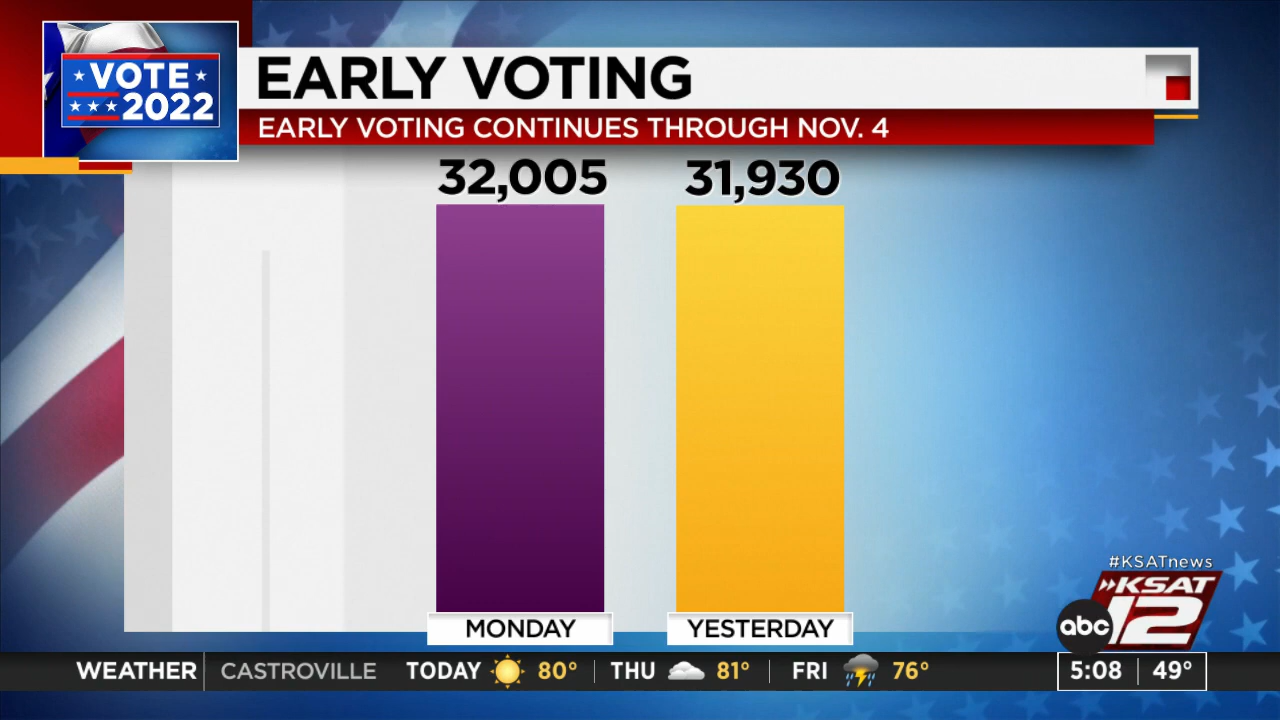 VOTE
2022
EARLY VOTING
EARLY VOTING CONTINUES THROUGH NOV. 4
32,005
31,930
MONDAY
YESTERDAY
#KSATnews
KSAT
abc
12
WEATHER CASTROVILLE TODAY 80° THU 81° FRI 76° 5:08 49°